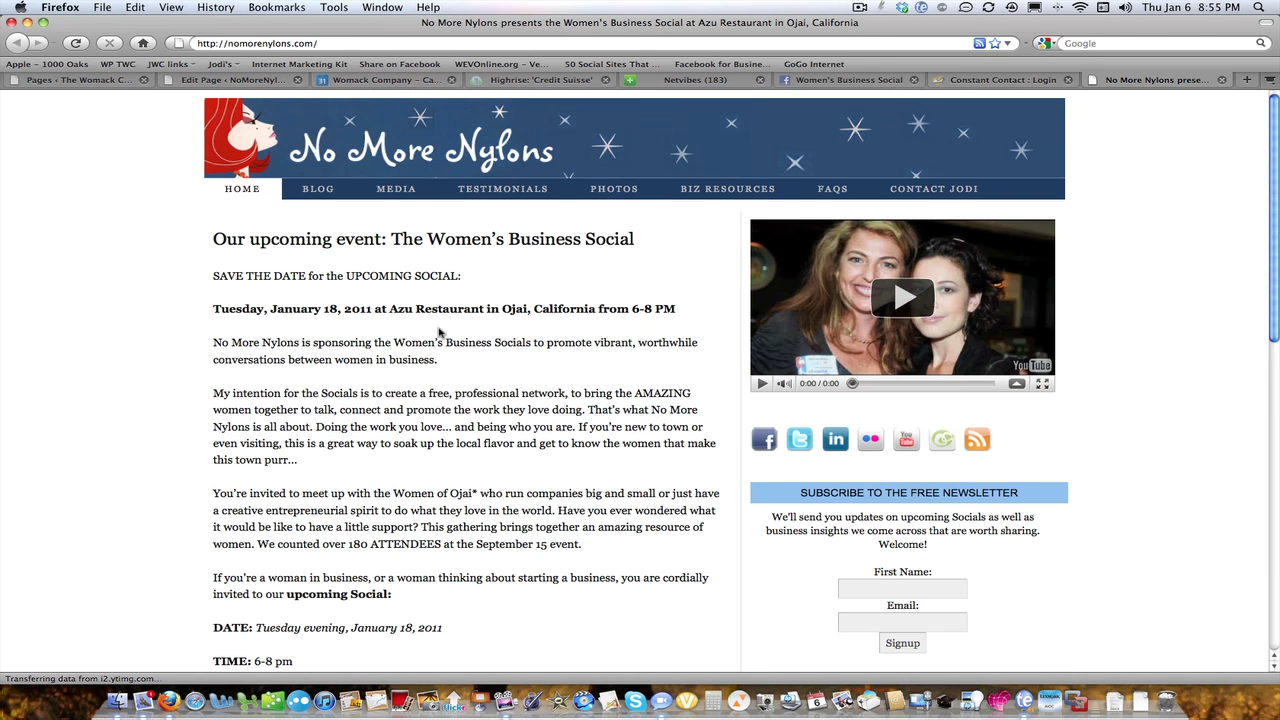 Firefox File Edit View History Bookmarks Tools Window Help
Thu Jan 6 8:55 PM
No More Nylons presents the Women's Business Social at Azu Restaurant in Ojai, California
http://nomorenylons.com/
Google
Apple - 1000 Oaks WP TWC JWC links Jodi's Internet Marketing Kit Share on Facebook WEVOnline.org - Ve... 50 Social Sites That ... Facebook for Busine... GoGo Internet
Pages ‹ The Womack C... Edit Page ‹ NoMoreNyl... Womack Company - Ca... Highrise: 'Credit Suisse' Netvibes (183) Women's Business Social Constant Contact : Login No More Nylons prese...
No More Nylons
HOME BLOG MEDIA TESTIMONIALS PHOTOS BIZ RESOURCES FAQS CONTACT JODI
Our upcoming event: The Women's Business Social
SAVE THE DATE for the UPCOMING SOCIAL:
Tuesday, January 18, 2011 at Azu Restaurant in Ojai, California from 6-8 PM
No More Nylons is sponsoring the Women's Business Socials to promote vibrant, worthwhile
conversations between women in business.
My intention for the Socials is to create a free, professional network, to bring the AMAZING
women together to talk, connect and promote the work they love doing. That's what No More
Nylons is all about. Doing the work you love... and being who you are. If you're new to town or
even visiting, this is a great way to soak up the local flavor and get to know the women that make
this town purr...
You're invited to meet up with the Women of Ojai* who run companies big and small or just have
a creative entrepreneurial spirit to do what they love in the world. Have you ever wondered what
it would be like to have a little support? This gathering brings together an amazing resource of
women. We counted over 180 ATTENDEES at the September 15 event.
If you're a woman in business, or a woman thinking about starting a business, you are cordially
invited to our upcoming Social:
DATE: Tuesday evening, January 18, 2011
TIME: 6-8 pm
YouTube
0:00 / 0:00
SUBSCRIBE TO THE FREE NEWSLETTER
We'll send you updates on upcoming Socials as well as
business insights we come across that are worth sharing.
Welcome!
First Name:
Email:
Signup
Transferring data from i2.ytimg.com...
flickr